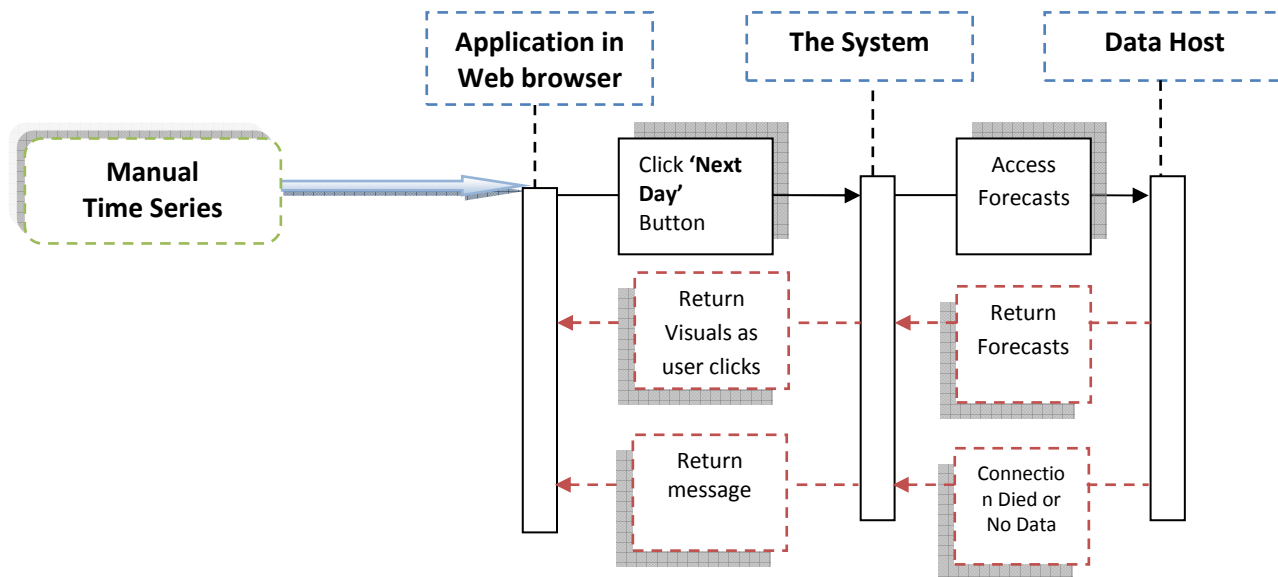 Application in
Web browser
The System
Data Host
Manual
Time Series
Click ‘Next
Day’
Button
Access
Forecasts
Return
Visuals as
user clicks
Return
Forecasts
Return
message
Connectio
n Died or
No Data